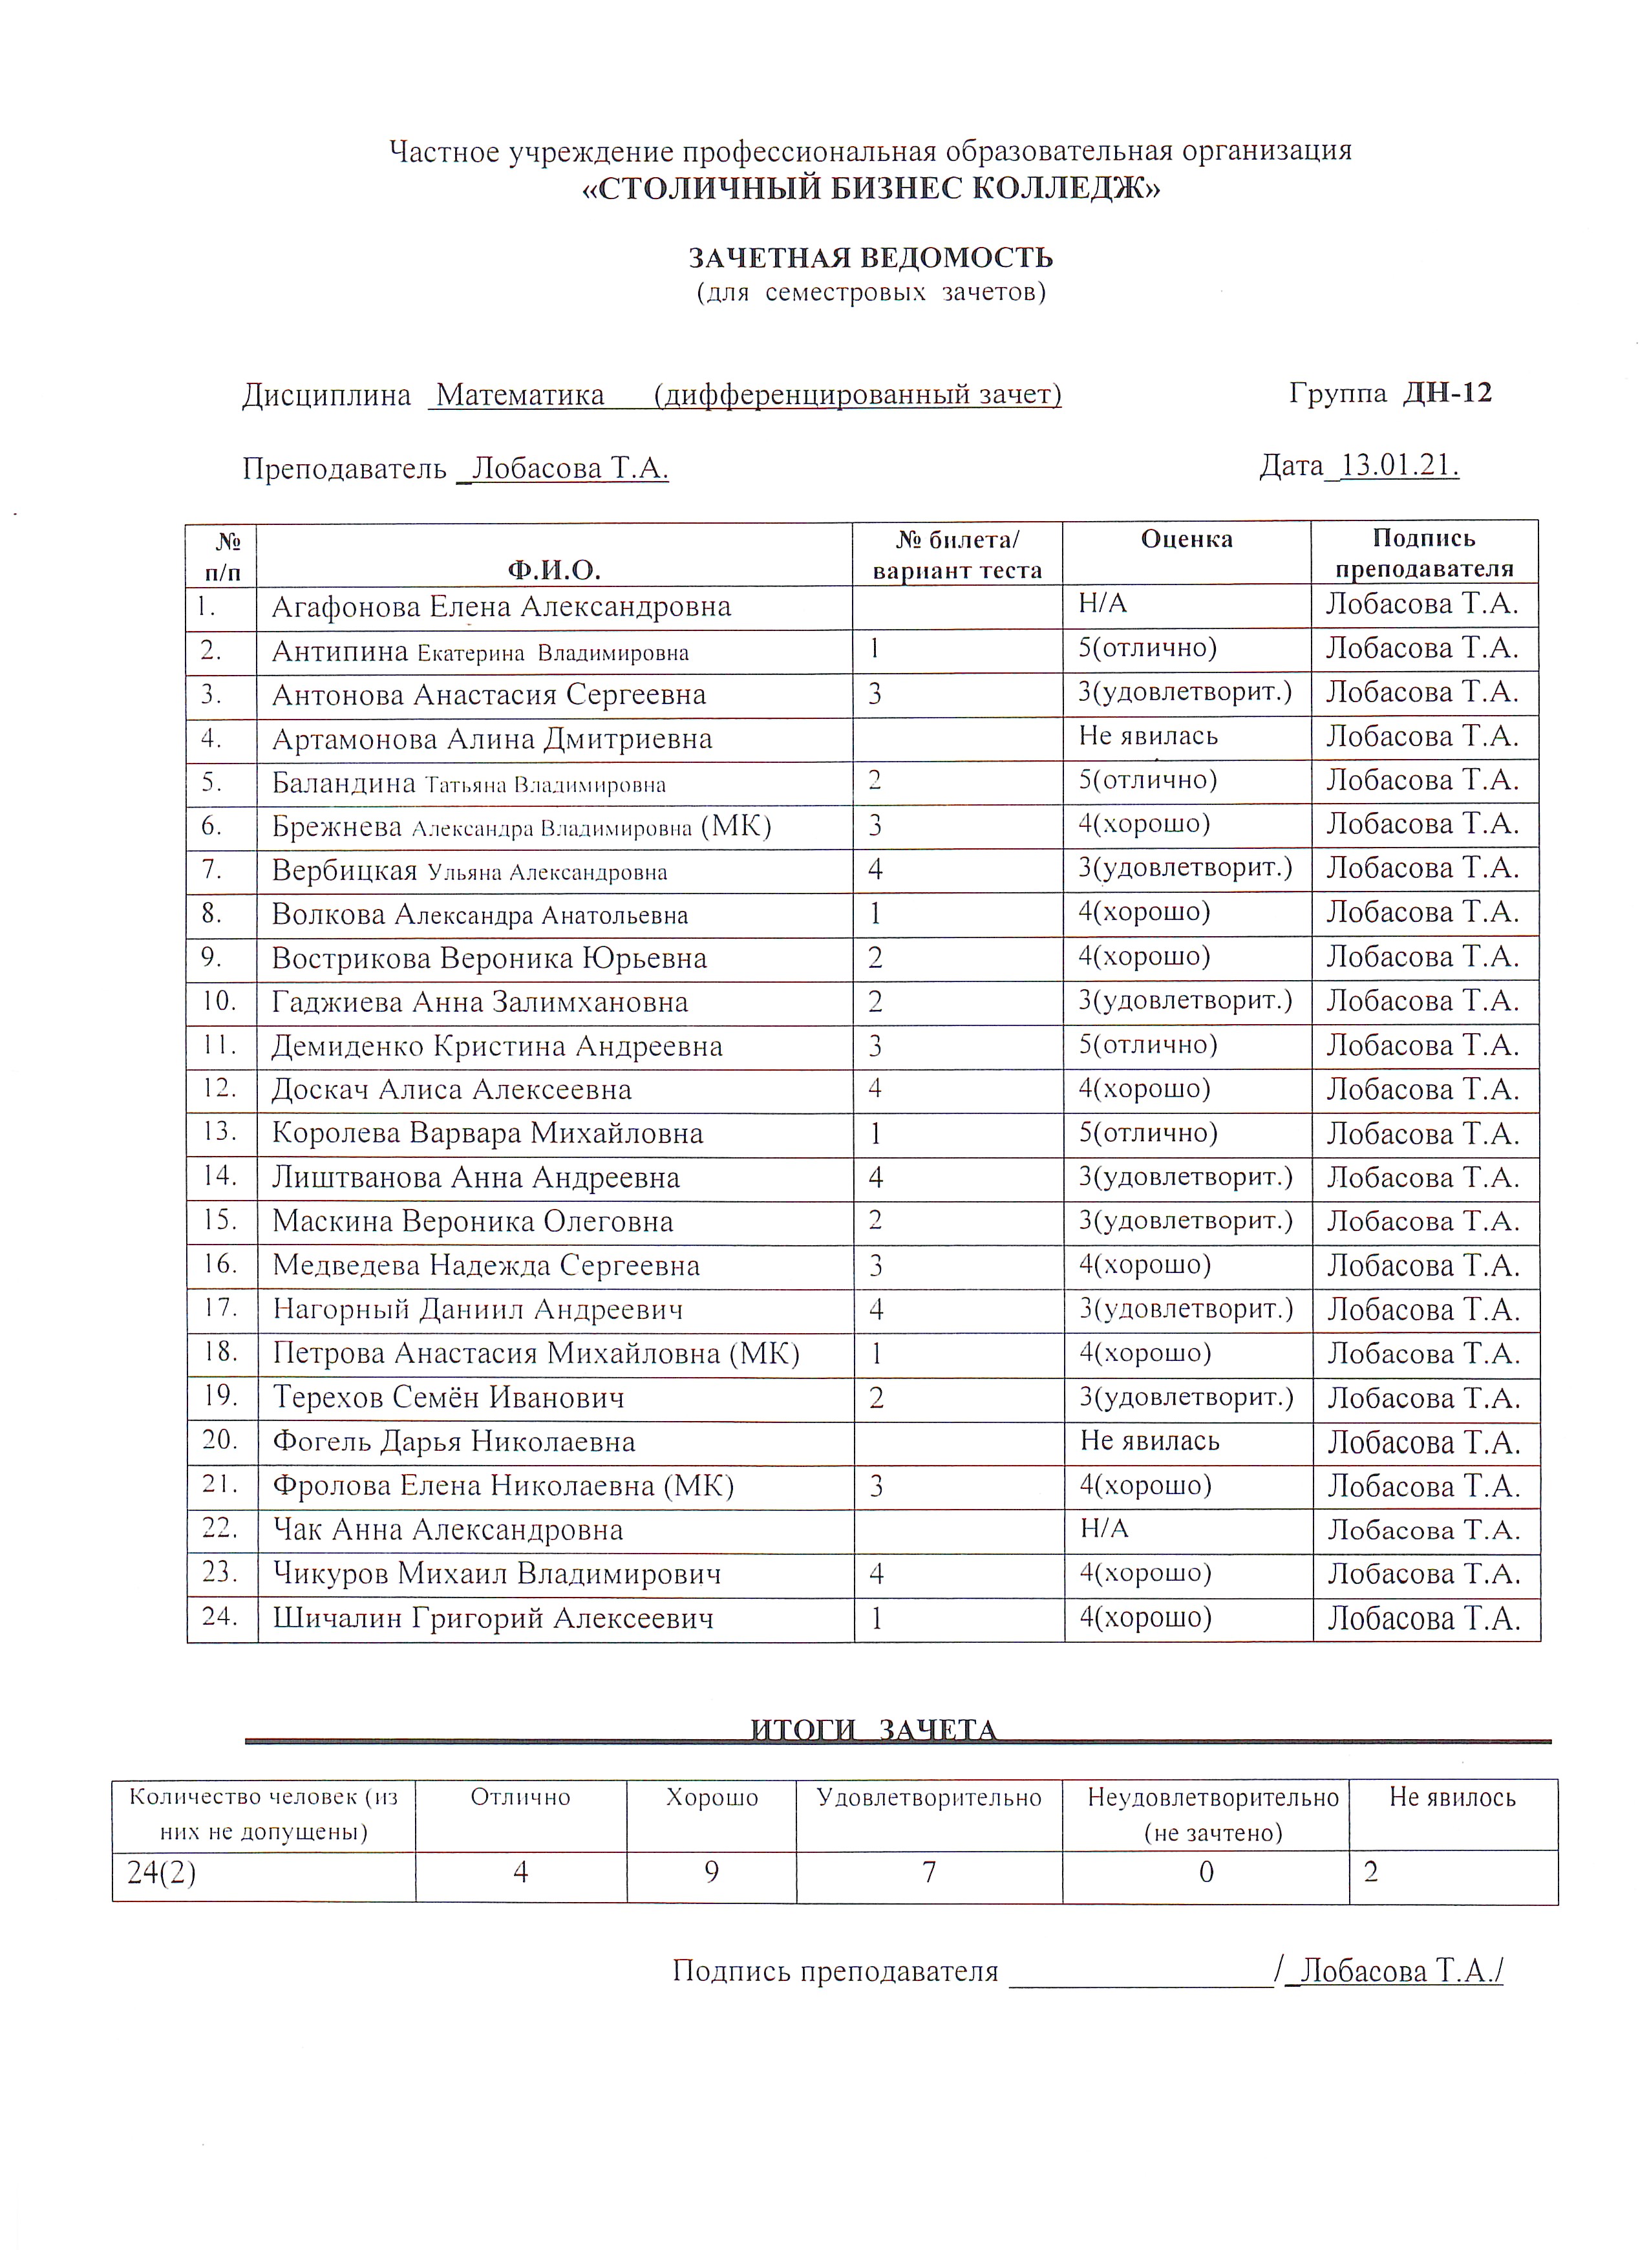 Частное учреждение профессиональная образовательная организация
«СТОЛИЧНЫЙ БИЗНЕС КОЛЛЕДЖ»
ЗАЧЕТНАЯ ВЕДОМОСТЬ
(для семестровых зачетов)
Дисциплина Математика (дифференцированный зачет) Группа ДН-12
Преподаватель _Лобасова Т.А. Дата_13.01.21.
№ п/п Ф.И.О. № билета/ вариант теста Оценка Подпись преподавателя
1. Агафонова Елена Александровна Н/А Лобасова Т.А.
2. Антипина Екатерина Владимировна 1 5(отлично) Лобасова Т.А.
3. Антонова Анастасия Сергеевна 3 3(удовлетворит.) Лобасова Т.А.
4. Артамонова Алина Дмитриевна Не явилась Лобасова Т.А.
5. Баландина Татьяна Владимировна 2 5(отлично) Лобасова Т.А.
6. Брежнева Александра Владимировна (МК) 3 4(хорошо) Лобасова Т.А.
7. Вербицкая Ульяна Александровна 4 3(удовлетворит.) Лобасова Т.А.
8. Волкова Александра Анатольевна 1 4(хорошо) Лобасова Т.А.
9. Вострикова Вероника Юрьевна 2 4(хорошо) Лобасова Т.А.
10. Гаджиева Анна Залимхановна 2 3(удовлетворит.) Лобасова Т.А.
11. Демиденко Кристина Андреевна 3 5(отлично) Лобасова Т.А.
12. Доскач Алиса Алексеевна 4 4(хорошо) Лобасова Т.А.
13. Королева Варвара Михайловна 1 5(отлично) Лобасова Т.А.
14. Лиштванова Анна Андреевна 4 3(удовлетворит.) Лобасова Т.А.
15. Маскина Вероника Олеговна 2 3(удовлетворит.) Лобасова Т.А.
16. Медведева Надежда Сергеевна 3 4(хорошо) Лобасова Т.А.
17. Нагорный Даниил Андреевич 4 3(удовлетворит.) Лобасова Т.А.
18. Петрова Анастасия Михайловна (МК) 1 4(хорошо) Лобасова Т.А.
19. Терехов Семён Иванович 2 3(удовлетворит.) Лобасова Т.А.
20. Фогель Дарья Николаевна Не явилась Лобасова Т.А.
21. Фролова Елена Николаевна (МК) 3 4(хорошо) Лобасова Т.А.
22. Чак Анна Александровна Н/А Лобасова Т.А.
23. Чикуров Михаил Владимирович 4 4(хорошо) Лобасова Т.А.
24. Шичалин Григорий Алексеевич 1 4(хорошо) Лобасова Т.А.
ИТОГИ ЗАЧЕТА
Количество человек (из них не допущены) Отлично Хорошо Удовлетворительно Неудовлетворительно (не зачтено) Не явилось
24(2) 4 9 7 0 2
Подпись преподавателя ________________/_Лобасова Т.А./